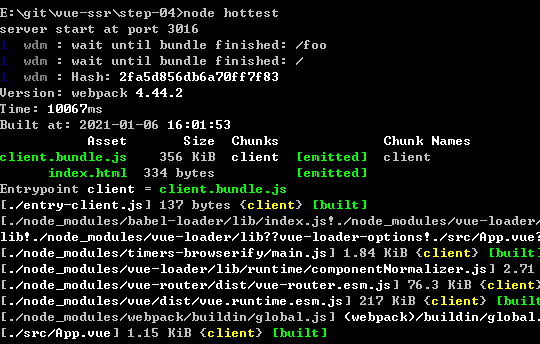 E:\git\vue-ssr\step-04>node hottest
server start at port 3016
i wdm : wait until bundle finished: /foo
i wdm : wait until bundle finished: /
i wdm : Hash: 2fa5d856db6a70ff7f83
Version: webpack 4.44.2
Time: 10067ms
Built at: 2021-01-06 16:01:53
Asset Size Chunks Chunk Names
client.bundle.js 356 KiB client [emitted] client
index.html 334 bytes [emitted]
Entrypoint client = client.bundle.js
[./entry-client.js] 137 bytes {client} [built]
[./node_modules/babel-loader/lib/index.js!./node_modules/vue-loader/
lib!./node_modules/vue-loader/lib??vue-loader-options!./src/App.vue?
[./node_modules/timers-browserify/main.js] 1.84 KiB {client} [built]
[./node_modules/vue-loader/lib/runtime/componentNormalizer.js] 2.71
[./node_modules/vue-router/dist/vue-router.esm.js] 76.3 KiB {client}
[./node_modules/vue/dist/vue.runtime.esm.js] 217 KiB {client} [built
[./node_modules/webpack/buildin/global.js] (webpack)/buildin/global.
[./src/App.vue] 1.15 KiB {client} [built]